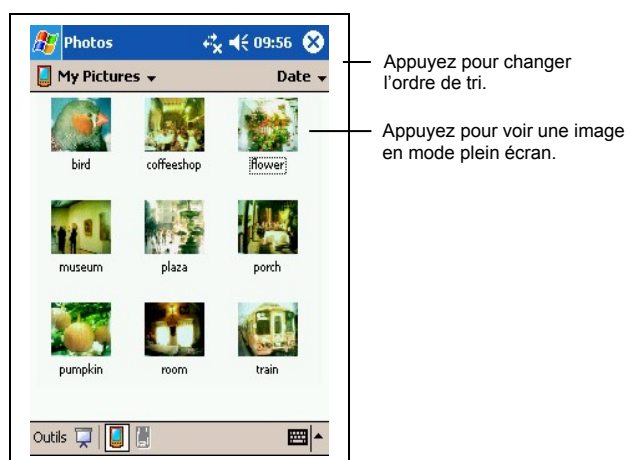 Photos 09:56
My Pictures Date
Appuyez pour changer
l'ordre de tri.
Appuyez pour voir une image
en mode plein écran.
bird coffeeshop flower
museum plaza porch
pumpkin room train
Outils